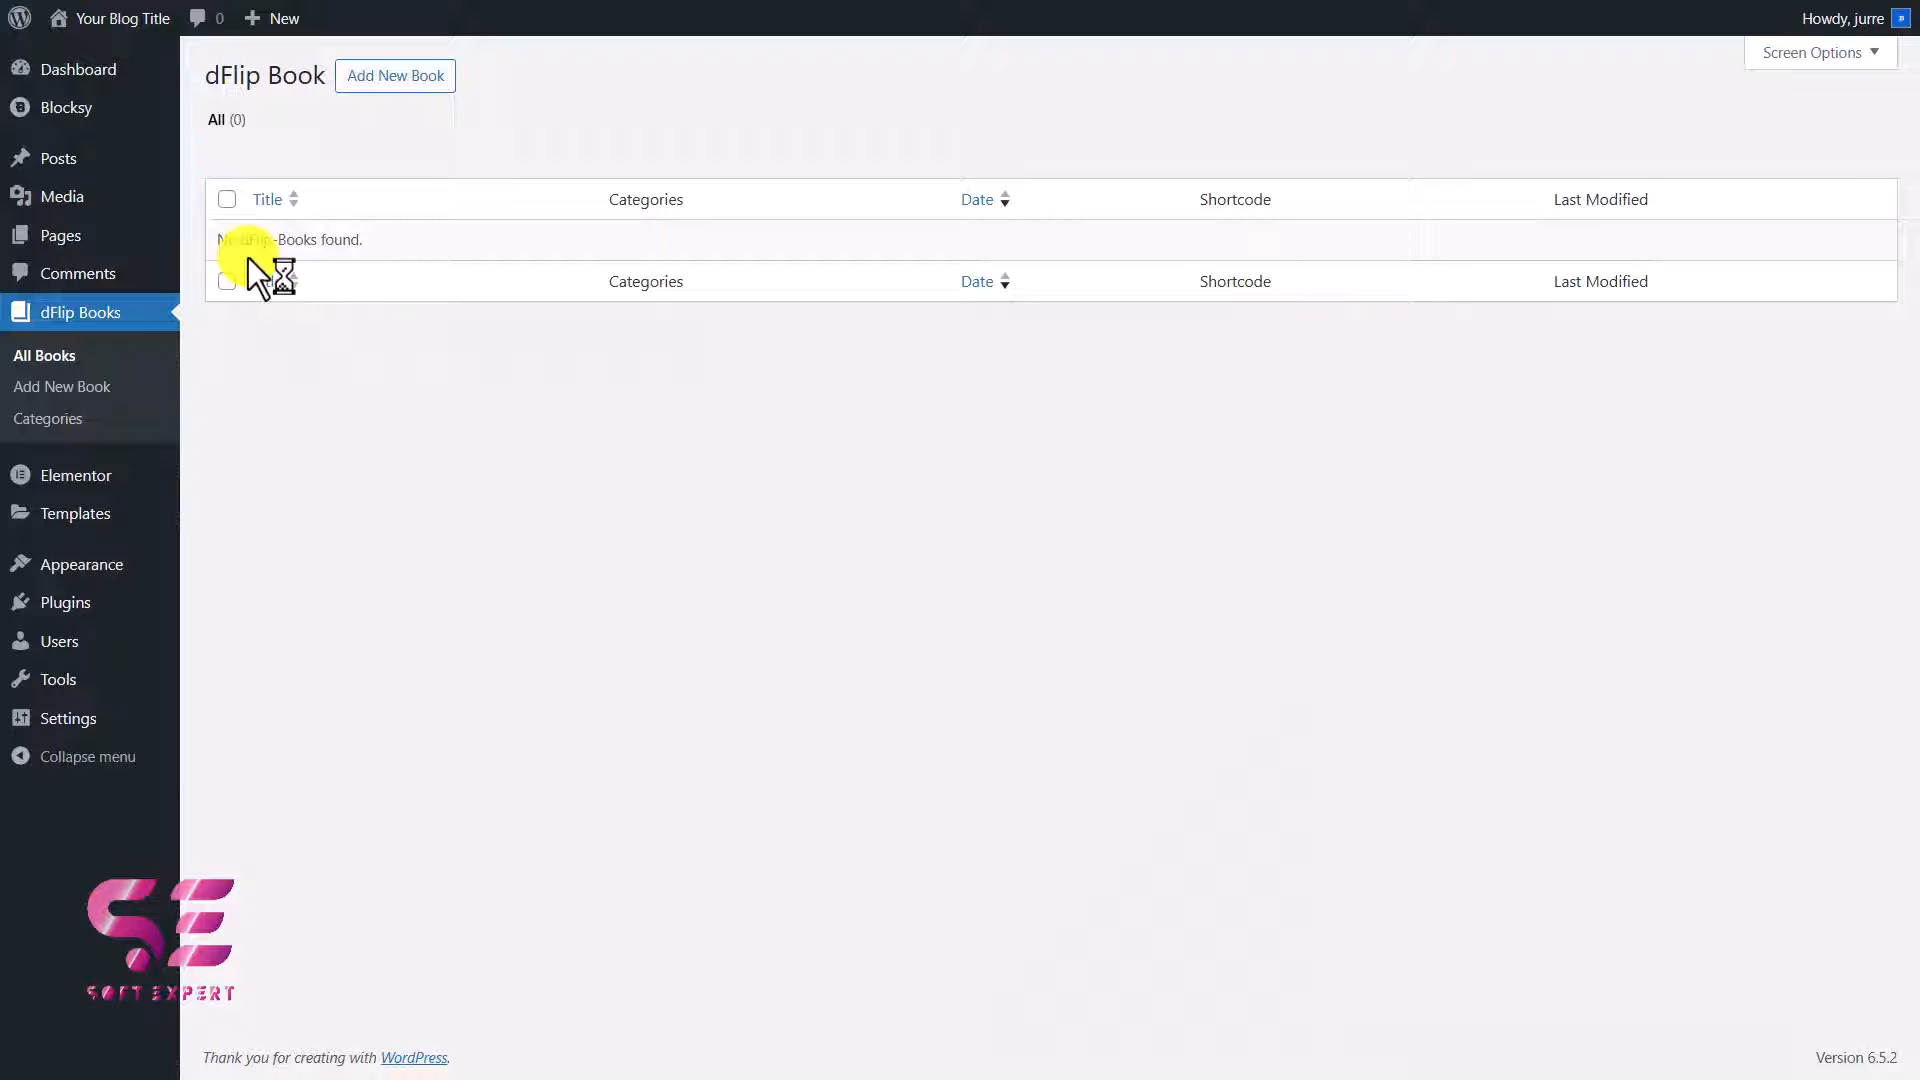 Your Blog Title
0
New
Howdy, jurre
Screen Options
Dashboard
Blocksy
Posts
Media
Pages
Comments
dFlip Books
All Books
Add New Book
Categories
Elementor
Templates
Appearance
Plugins
Users
Tools
Settings
Collapse menu
dFlip Book
Add New Book
All (0)
Title
Categories
Date
Shortcode
Last Modified
No dFlip-Books found.
Categories
Date
Shortcode
Last Modified
SE
SOFT EXPERT
Thank you for creating with WordPress.
Version 6.5.2